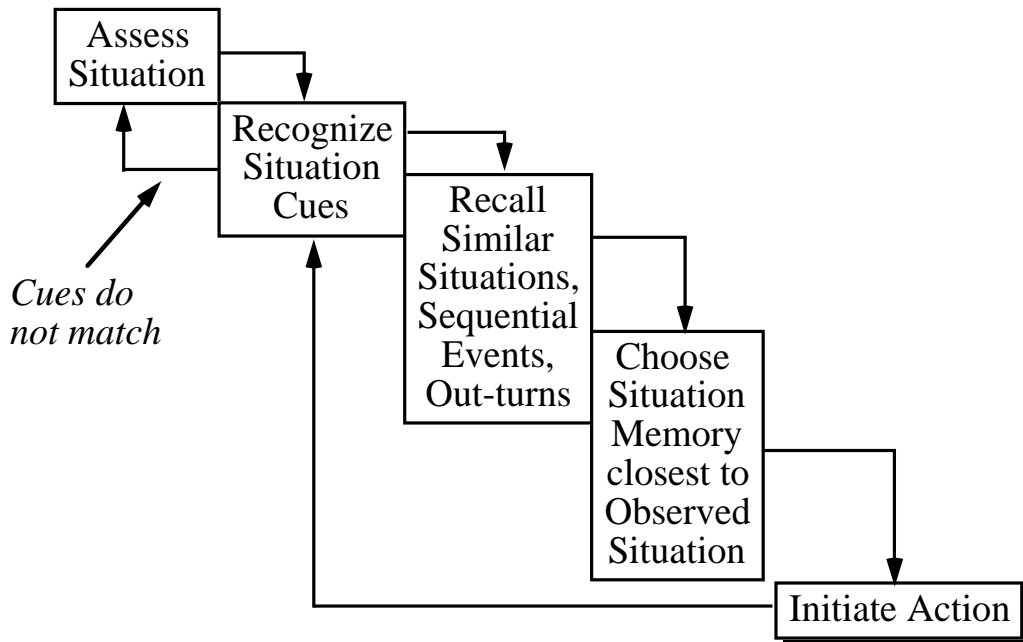 Assess
Situation
Recognize
Situation
Cues
Cues do
not match
Recall
Similar
Situations,
Sequential
Events,
Out-turns
Choose
Situation
Memory
closest to
Observed
Situation
Initiate Action